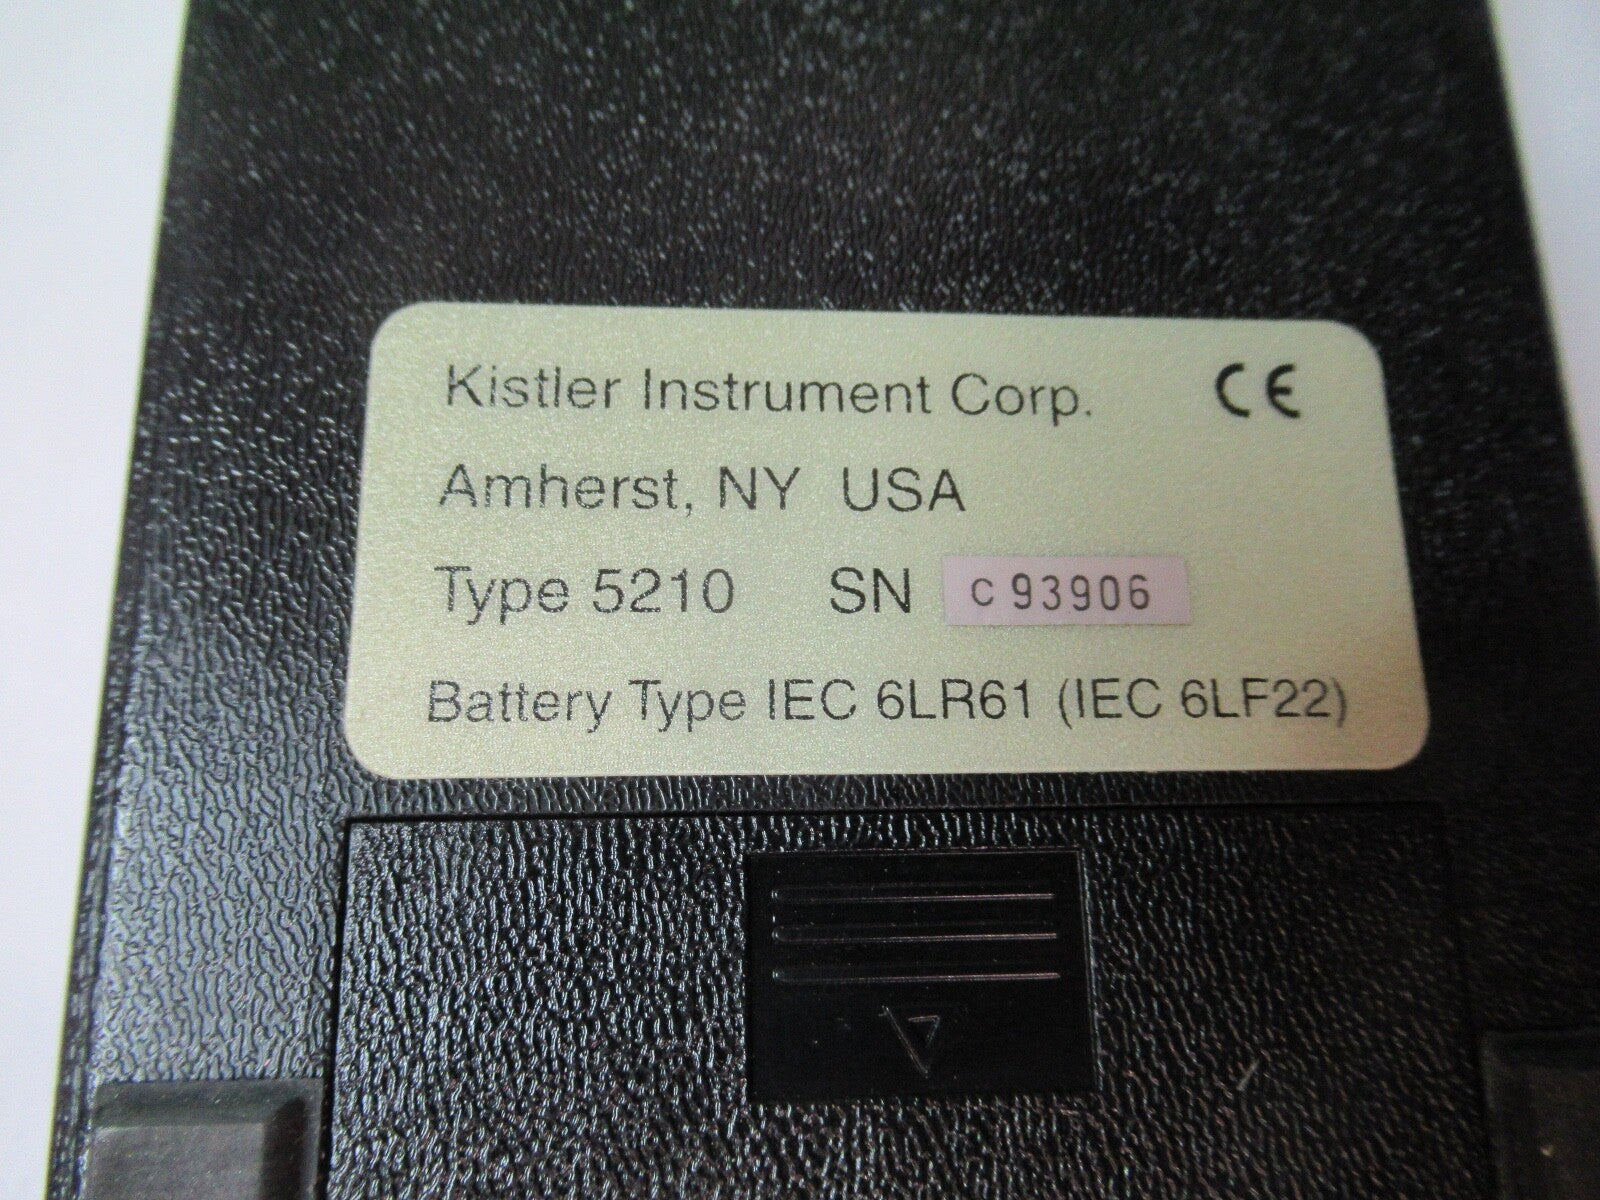 Kistler Instrument Corp. CE
Amherst, NY USA
Type 5210 SN C 93906
Battery Type IEC 6LR61 (IEC 6LF22)